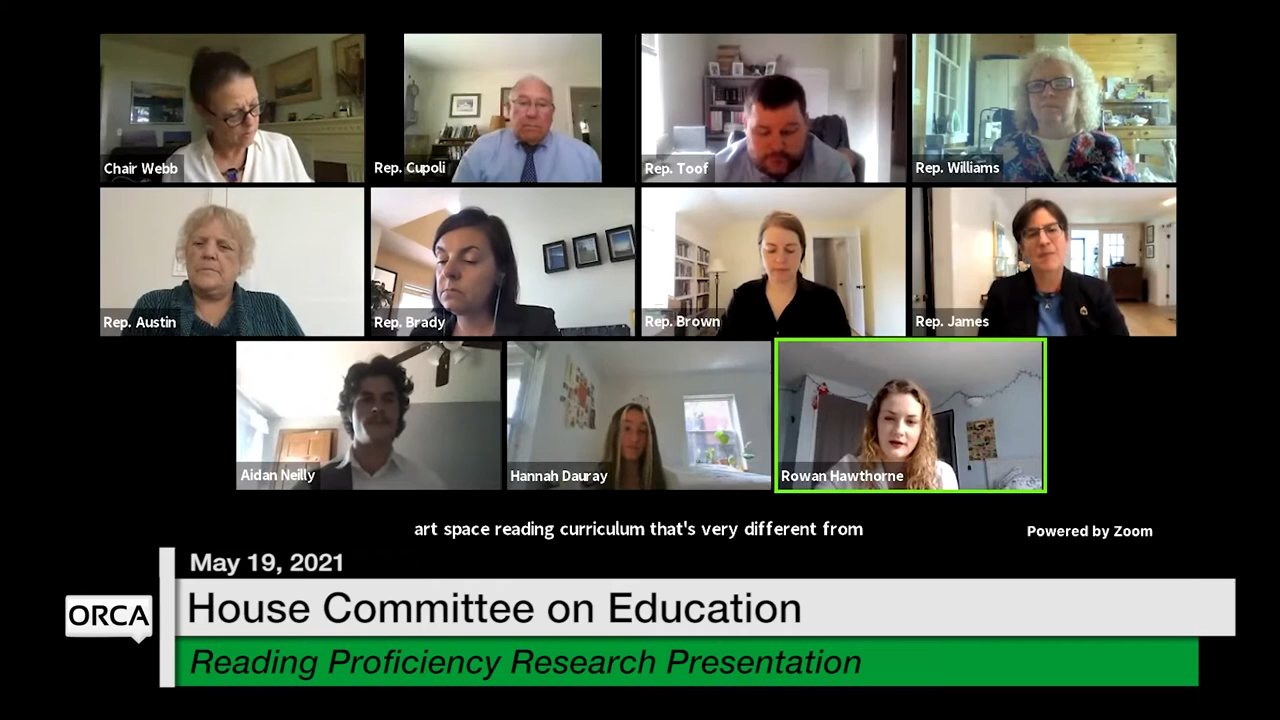 Chair Webb
Rep. Cupoli
Rep. Toof
Rep. Williams
Rep. Austin
Rep. Brady
Rep. Brown
Rep. James
Aidan Neilly
Hannah Dauray
Rowan Hawthorne
art space reading curriculum that's very different from
Powered by Zoom
May 19, 2021
ORCA
House Committee on Education
Reading Proficiency Research Presentation